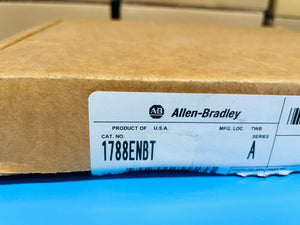 AB Allen-Bradley
PRODUCT OF U.S.A. MFG. LOC. TWB
CAT. NO. SERIES
1788ENBT A